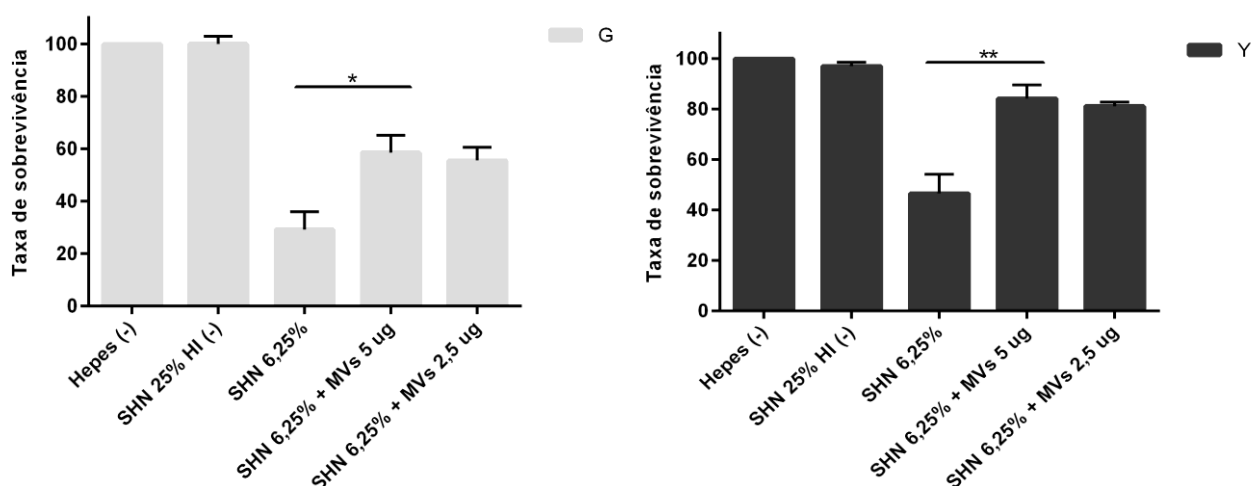 G
Taxa de sobrevivência
100
80
60
40
20
0
*
Hepes (-)
SHN 25% HI (-)
SHN 6,25%
SHN 6,25% + MVs 5 ug
SHN 6,25% + MVs 2,5 ug
Y
Taxa de sobrevivência
100
80
60
40
20
0
**
Hepes (-)
SHN 25% HI (-)
SHN 6,25%
SHN 6,25% + MVs 5 ug
SHN 6,25% + MVs 2,5 ug